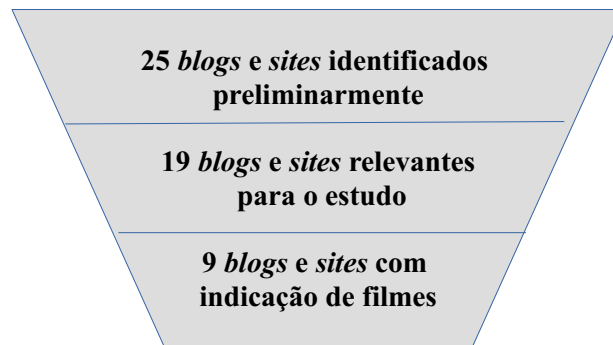 25 blogs e sites identificados
preliminarmente
19 blogs e sites relevantes
para o estudo
9 blogs e sites com
indicação de filmes